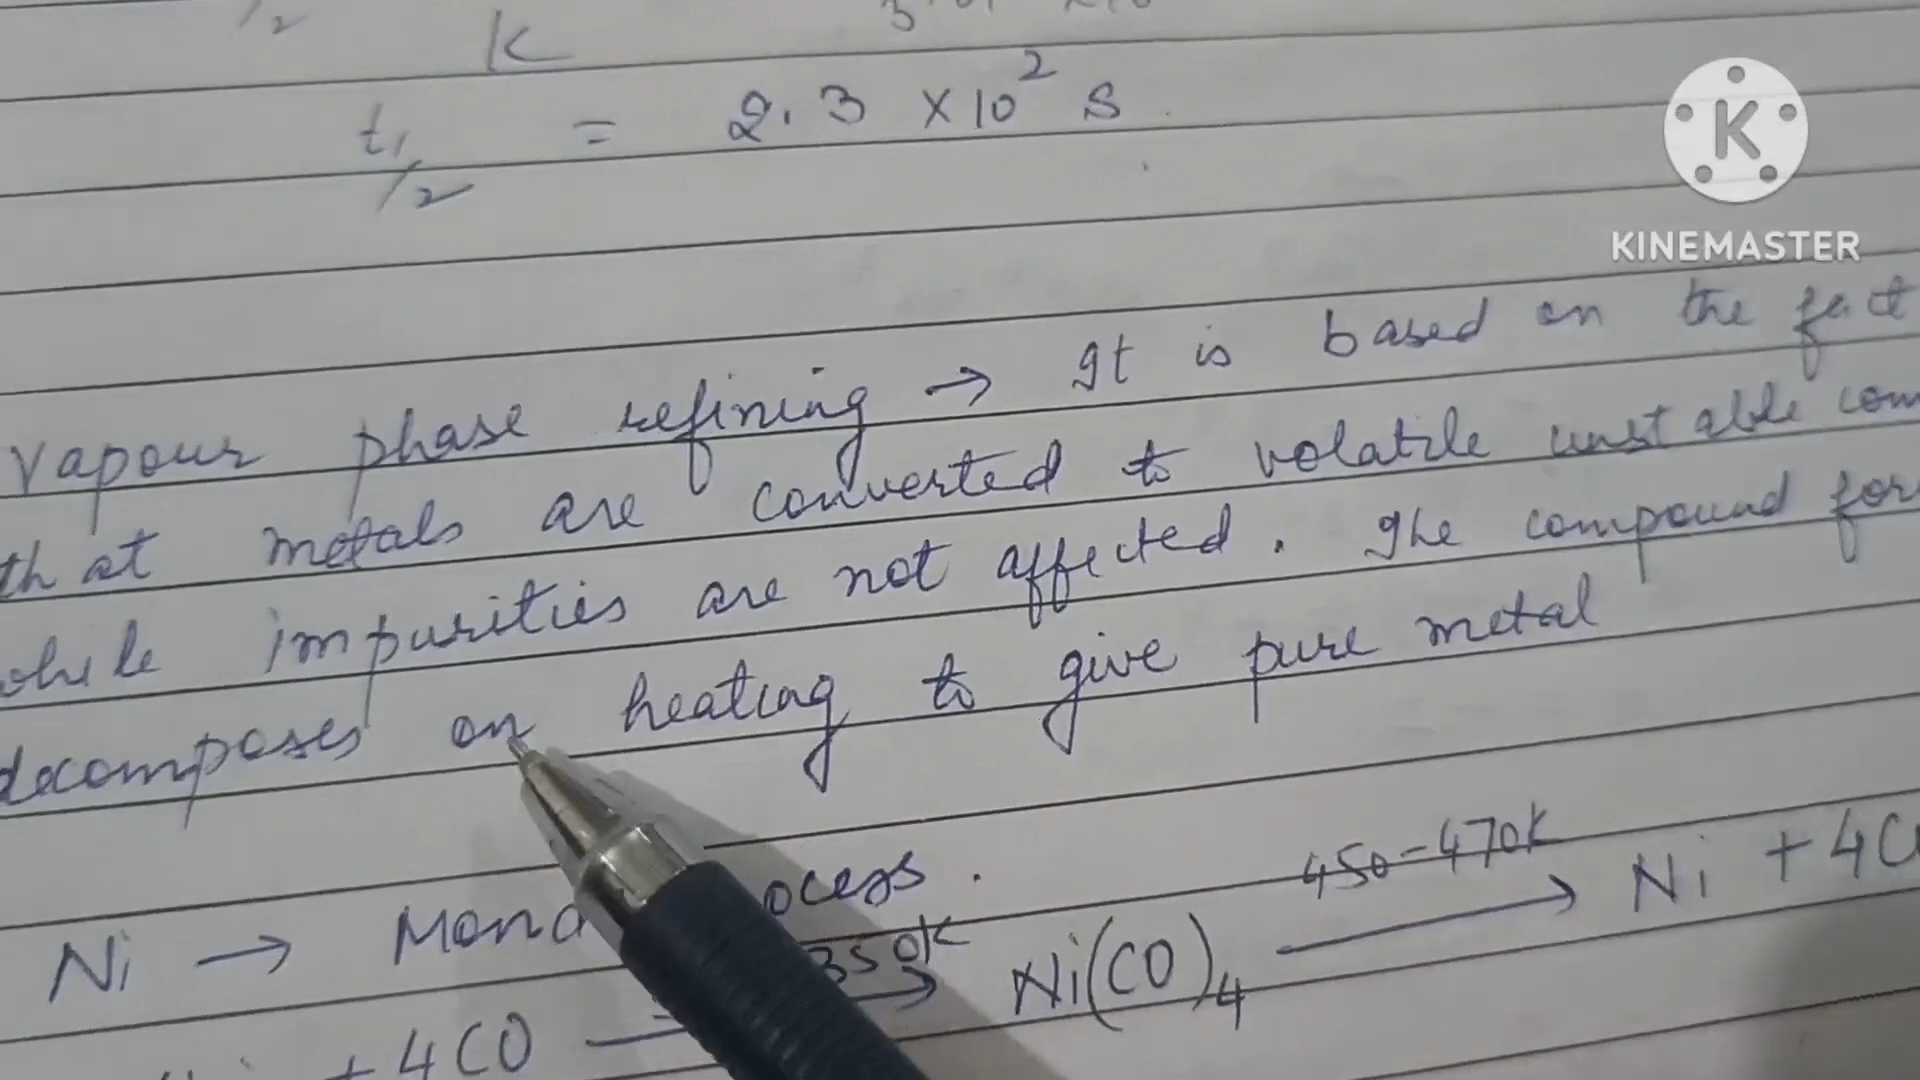 K
t1/2 = 2.3 ×10² s
KINEMASTER
Vapour phase refining → It is based on the fact
that metals are converted to volatile unstable com
while impurities are not affected. The compound for
decomposes on heating to give pure metal
Ni → Mond ocess.
+ 4CO → 350K Ni(CO)4 → 450-470K Ni + 4C